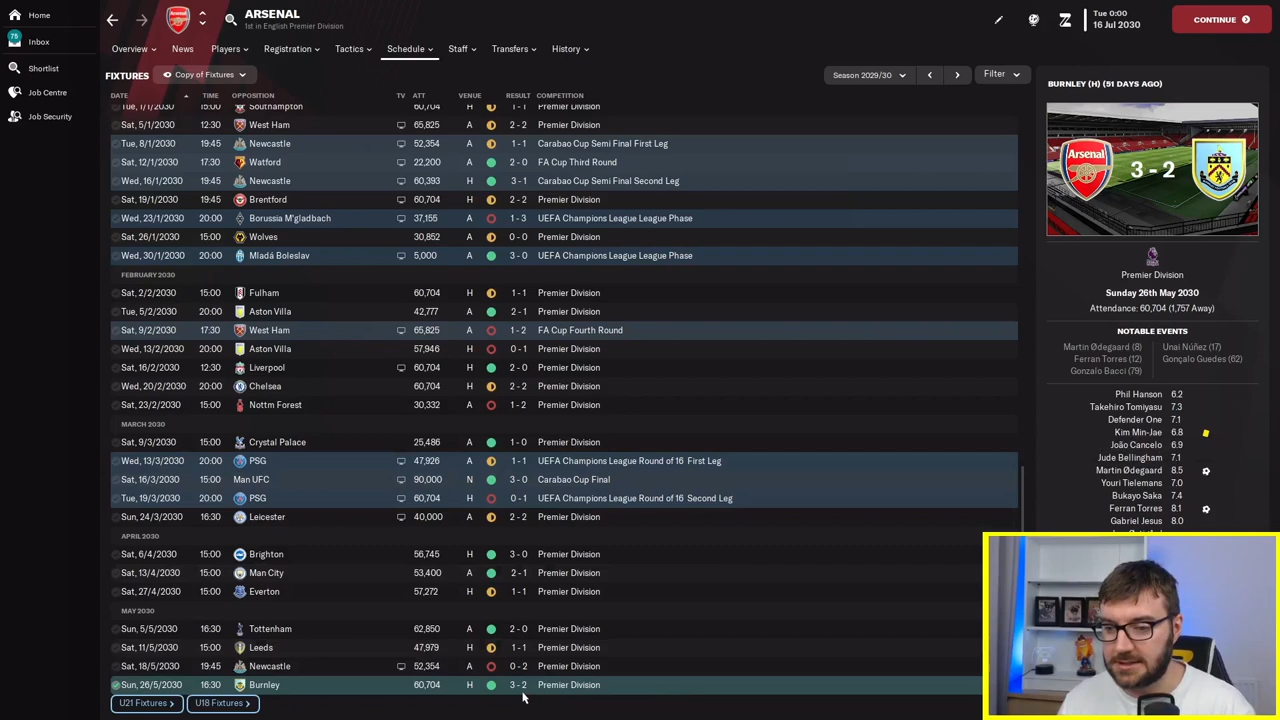 Home
75
Inbox
Shortlist
Job Centre
Job Security
ARSENAL
1st in English Premier Division
Tue 0:00
16 Jul 2030
CONTINUE
Overview News Players Registration Tactics Schedule Staff Club Transfers History
FIXTURES Copy of Fixtures Season 2029/30 Filter
DATE TIME OPPOSITION TV ATT VENUE RESULT COMPETITION
Tue, 1/1/2030 15:00 Southampton 60,704 H 1 - 1 Premier Division
Sat, 5/1/2030 12:30 West Ham 65,825 A 2 - 2 Premier Division
Tue, 8/1/2030 19:45 Newcastle 52,354 A 1 - 1 Carabao Cup Semi Final First Leg
Sat, 12/1/2030 17:30 Watford 22,200 A 2 - 0 FA Cup Third Round
Wed, 16/1/2030 19:45 Newcastle 60,393 H 3 - 1 Carabao Cup Semi Final Second Leg
Sat, 19/1/2030 15:00 Brentford 60,704 H 2 - 2 Premier Division
Wed, 23/1/2030 20:00 Borussia M'gladbach 37,155 A 1 - 3 UEFA Champions League League Phase
Sat, 26/1/2030 15:00 Wolves 30,852 A 0 - 0 Premier Division
Wed, 30/1/2030 20:00 Mladá Boleslav 5,000 A 3 - 0 UEFA Champions League League Phase
FEBRUARY 2030
Sat, 2/2/2030 15:00 Fulham 60,704 H 1 - 1 Premier Division
Tue, 5/2/2030 20:00 Aston Villa 42,777 A 2 - 1 Premier Division
Sat, 9/2/2030 17:30 West Ham 65,825 A 1 - 2 FA Cup Fourth Round
Wed, 13/2/2030 20:00 Aston Villa 57,946 H 0 - 1 Premier Division
Sat, 16/2/2030 12:30 Liverpool 60,704 H 2 - 0 Premier Division
Wed, 20/2/2030 20:00 Chelsea 60,704 H 2 - 2 Premier Division
Sat, 23/2/2030 15:00 Nottm Forest 30,332 A 1 - 2 Premier Division
MARCH 2030
Sat, 9/3/2030 15:00 Crystal Palace 25,486 A 1 - 0 Premier Division
Wed, 13/3/2030 20:00 PSG 47,926 A 1 - 1 UEFA Champions League Round of 16 First Leg
Sat, 16/3/2030 15:00 Man UFC 90,000 N 3 - 0 Carabao Cup Final
Tue, 19/3/2030 20:00 PSG 60,704 H 0 - 1 UEFA Champions League Round of 16 Second Leg
Sun, 24/3/2030 16:30 Leicester 40,000 A 2 - 2 Premier Division
APRIL 2030
Sat, 6/4/2030 15:00 Brighton 56,745 H 3 - 0 Premier Division
Sat, 13/4/2030 15:00 Man City 53,400 A 2 - 1 Premier Division
Sat, 27/4/2030 15:00 Everton 57,272 H 1 - 1 Premier Division
MAY 2030
Sun, 5/5/2030 16:30 Tottenham 62,850 A 2 - 0 Premier Division
Sat, 11/5/2030 15:00 Leeds 47,979 A 1 - 1 Premier Division
Sat, 18/5/2030 19:45 Newcastle 52,354 A 0 - 2 Premier Division
Sun, 26/5/2030 16:30 Burnley 60,704 H 3 - 2 Premier Division
U21 Fixtures U18 Fixtures
BURNLEY (H) (51 DAYS AGO)
Arsenal
3 - 2
Premier Division
Sunday 26th May 2030
Attendance: 60,704 (1,757 Away)
NOTABLE EVENTS
Martin Ødegaard (8) Unai Núñez (17)
Ferran Torres (12) Gonçalo Guedes (62)
Gonzalo Bacci (79)
Phil Hanson 6.2
Takehiro Tomiyasu 7.3
Defender One 7.1
Kim Min-Jae 6.8
João Cancelo 6.9
Jude Bellingham 7.1
Martin Ødegaard 8.5
Youri Tielemans 7.0
Bukayo Saka 7.4
Ferran Torres 8.1
Gabriel Jesus 8.0